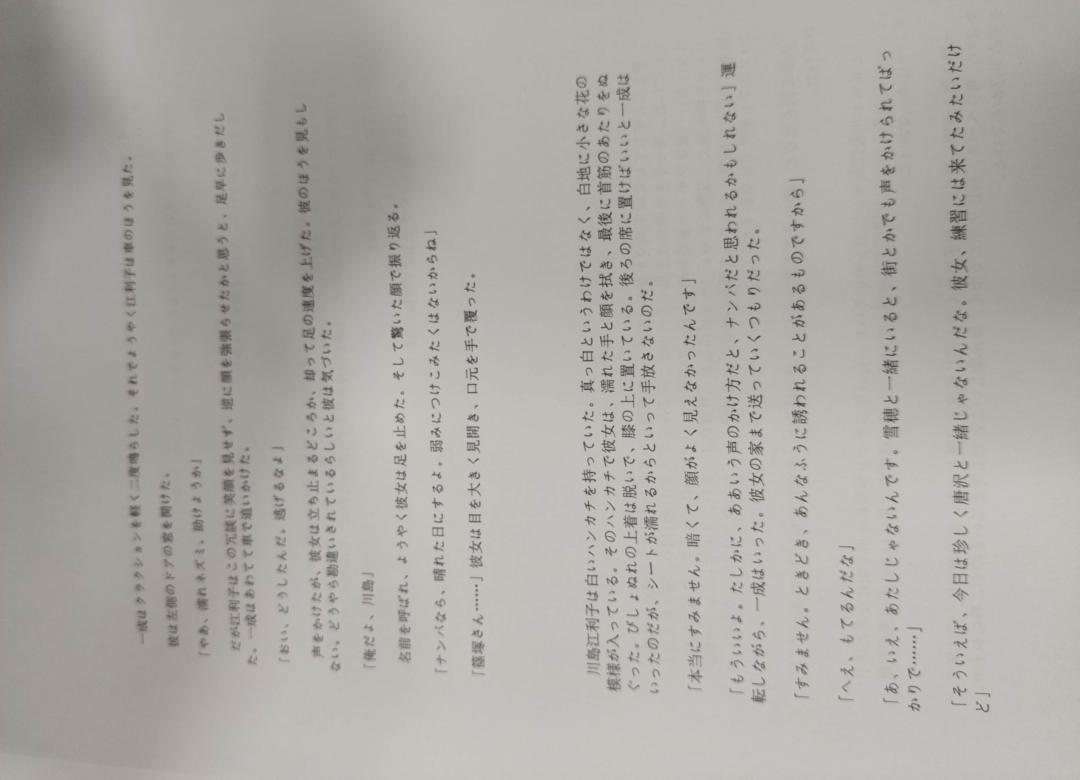 一成はクラクションを軽く二度鳴らした。それでようやく江利子は車のほうを見た。
彼は左側のドアの窓を開けた。
「やあ、濡れネズミ。助けようか」
だが江利子はこの冗談に笑顔を見せず、逆に顔を強張らせたかと思うと、足早に歩きだし
た。一成はあわてて車で追いかけた。
「おい、どうしたんだ。逃げるなよ」
声をかけたが、彼女は立ち止まるどころか、却って足の速度を上げた。彼のほうを見もし
ない。どうやら勘違いされているらしいと彼は気づいた。
「俺だよ、川島」
名前を呼ばれ、ようやく彼女は足を止めた。そして驚いた顔で振り返る。
「ナンパなら、晴れた日にするよ。弱みにつけこみたくはないからね」
「篠塚さん……」彼女は目を大きく見開き、口元を手で覆った。
川島江利子は白いハンカチを持っていた。真っ白というわけではなく、白地に小さな花の
模様が入っている。そのハンカチで彼女は、濡れた手と顔を拭き、最後に首筋のあたりをぬ
ぐった。びしょぬれの上着は脱いで、膝の上に置いている。後ろの席に置けばいいと一成は
いったのだが、シートが濡れるからといって手放さないのだ。
「本当にすみません。暗くて、顔がよく見えなかったんです」
「もういいよ。たしかに、ああいう声のかけ方だと、ナンパだと思われるかもしれない」運
転しながら、一成はいった。彼女の家まで送っていくつもりだった。
「すみません。ときどき、あんなふうに誘われることがあるものですから」
「へえ、もてるんだな」
「あ、いえ、あたしじゃないんです。雪穂と一緒にいると、街とかでも声をかけられてばっ
かりで……」
「そういえば、今日は珍しく唐沢と一緒じゃないんだな。彼女、練習には来てたみたいだけ
ど」